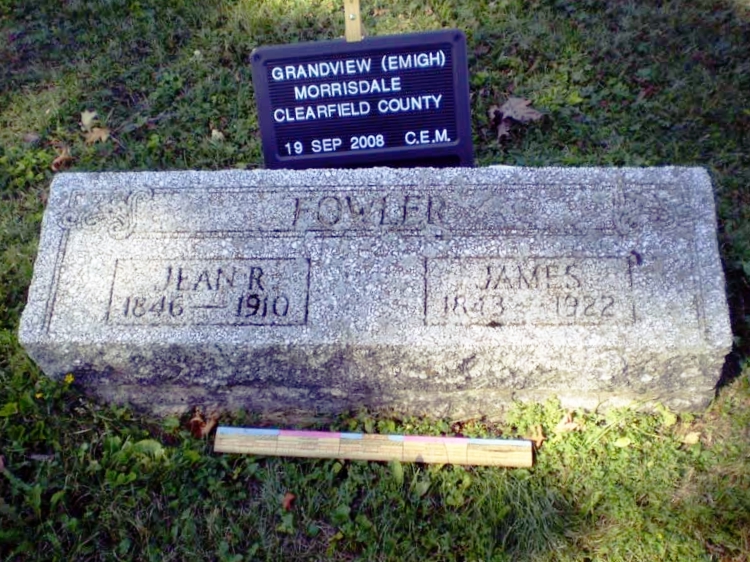 GRANDVIEW (EMIGH)
MORRISDALE
CLEARFIELD COUNTY
19 SEP 2008 C.E.M.
FOWLER
JEAN R.
1846 — 1910
JAMES
1843 — 1922